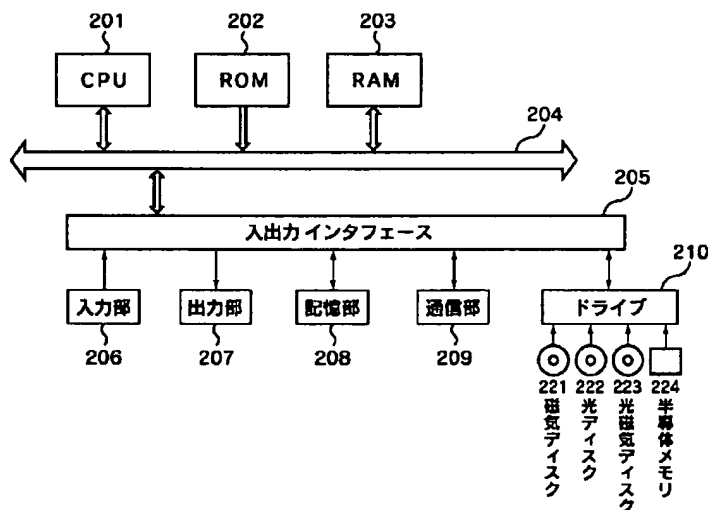 201
202
203
CPU
ROM
RAM
204
205
入出力 インタフェース
210
入力部
出力部
記憶部
通信部
ドライブ
206
207
208
209
221
222
223
224
磁気ディスク
光ディスク
光磁気ディスク
半導体メモリ